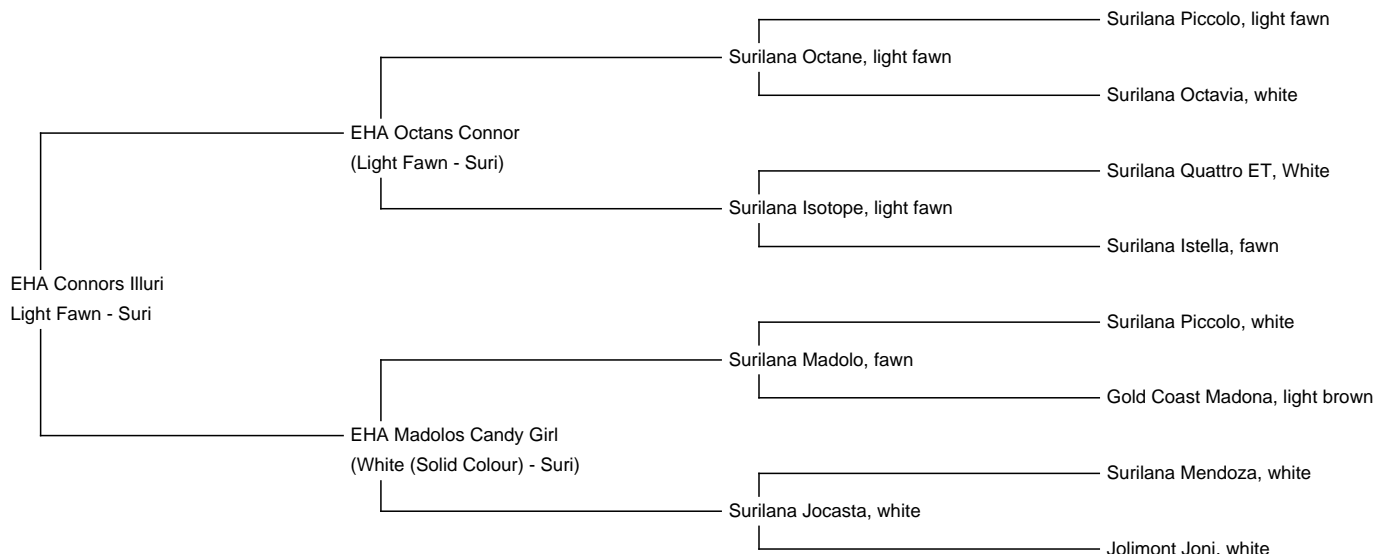 Surilana Piccolo, light fawn
Surilana Octane, light fawn
Surilana Octavia, white
EHA Octans Connor
(Light Fawn - Suri)
Surilana Quattro ET, White
Surilana Isotope, light fawn
Surilana Istella, fawn
EHA Connors Illuri
Light Fawn - Suri
Surilana Piccolo, white
Surilana Madolo, fawn
Gold Coast Madona, light brown
EHA Madolos Candy Girl
(White (Solid Colour) - Suri)
Surilana Mendoza, white
Surilana Jocasta, white
Jolimont Joni, white